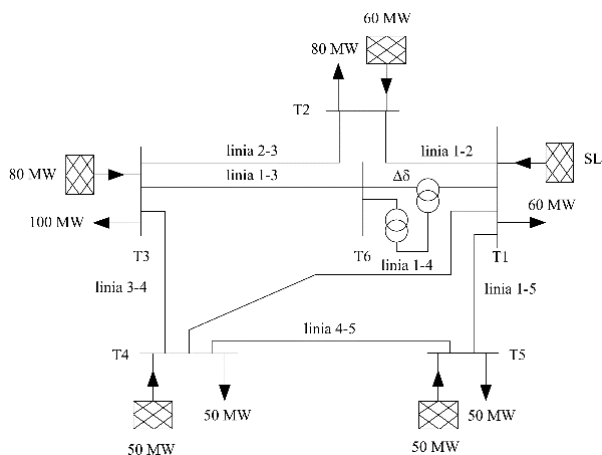 60 MW
80 MW
T2
linia 2-3
linia 1-2
SL
80 MW
linia 1-3
Δδ
60 MW
100 MW
T3
T6
T1
linia 1-4
linia 3-4
linia 1-5
linia 4-5
T4
T5
50 MW
50 MW
50 MW
50 MW